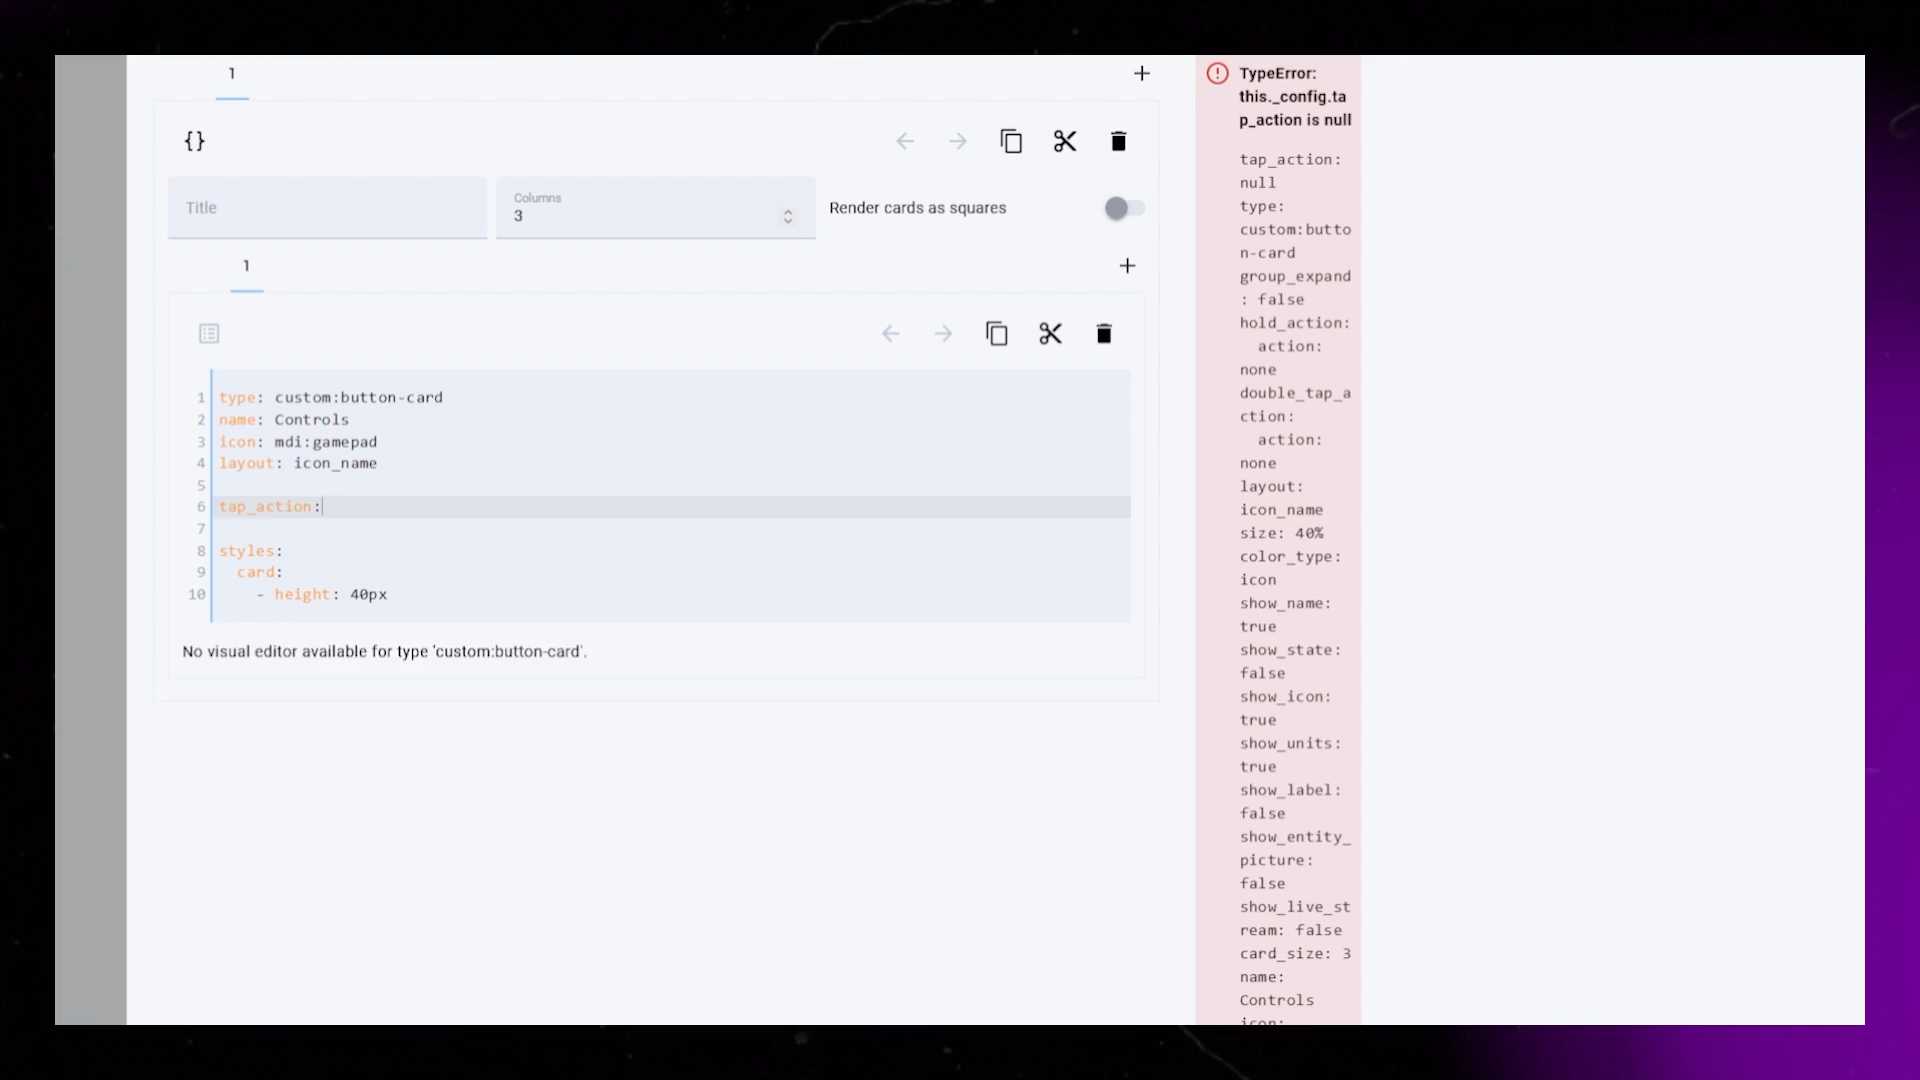 1
{}
Title
Columns
3
Render cards as squares
1
1 type: custom:button-card
2 name: Controls
3 icon: mdi:gamepad
4 layout: icon_name
5
6 tap_action:
7
8 styles:
9   card:
10     - height: 40px
No visual editor available for type 'custom:button-card'.
TypeError:
this._config.ta
p_action is null
tap_action:
null
type:
custom:butto
n-card
group_expand
: false
hold_action:
  action:
none
double_tap_a
ction:
  action:
none
layout:
icon_name
size: 40%
color_type:
icon
show_name:
true
show_state:
false
show_icon:
true
show_units:
true
show_label:
false
show_entity_
picture:
false
show_live_st
ream: false
card_size: 3
name:
Controls
icon: